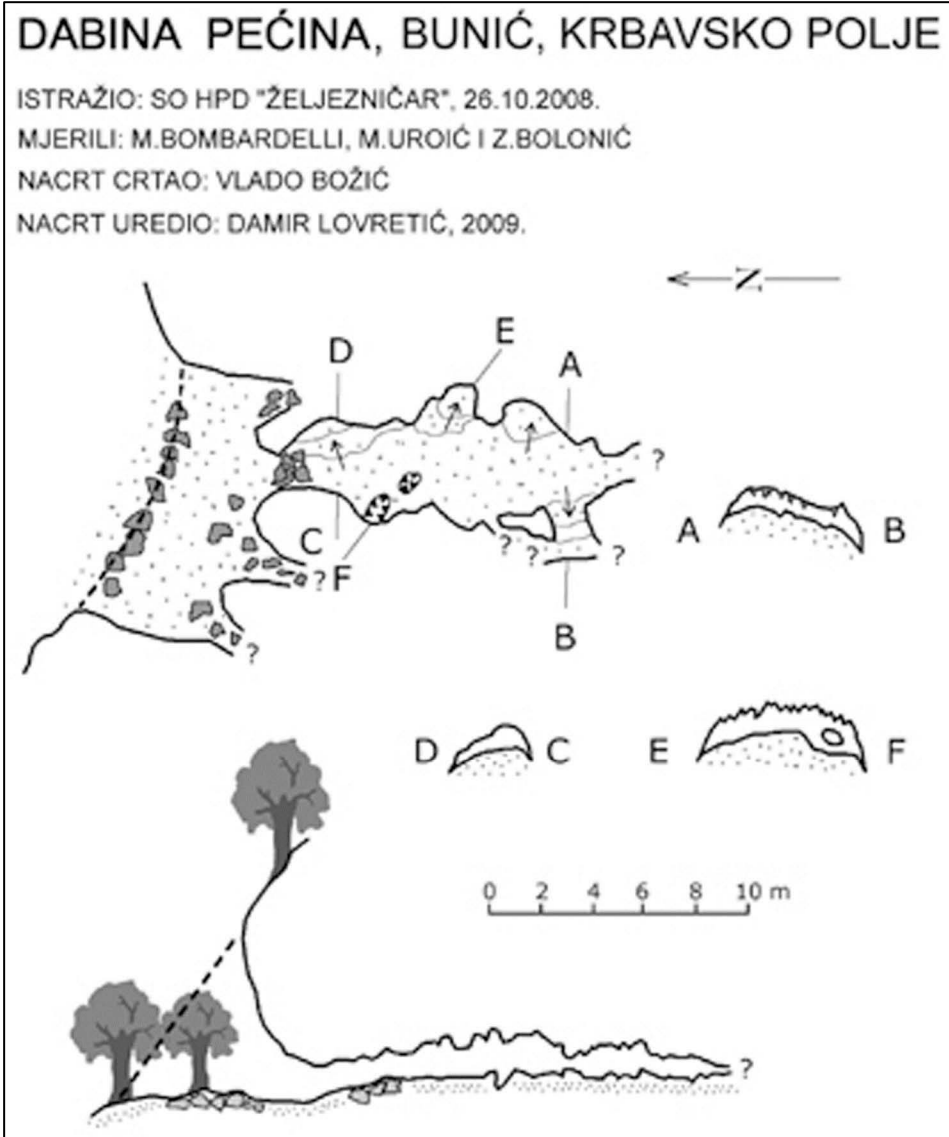 DABINA PEĆINA, BUNIĆ, KRBAVSKO POLJE
ISTRAŽIO: SO HPD "ŽELJEZNIČAR", 26.10.2008.
MJERILI: M.BOMBARDELLI, M.UROIĆ I Z.BOLONIĆ
NACRT CRTAO: VLADO BOŽIĆ
NACRT UREDIO: DAMIR LOVRETIĆ, 2009.
N
E
D
A
?
A B
C
? ? ?
? F
B
?
D C E F
0 2 4 6 8 10 m
?